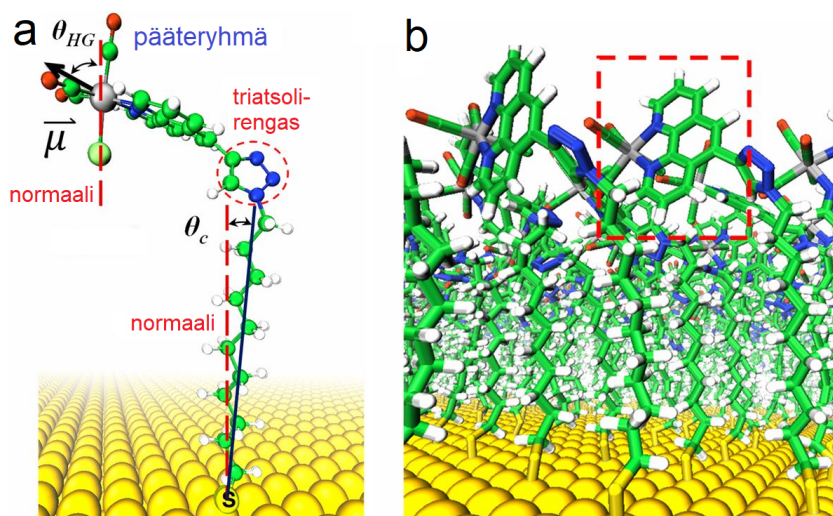 a
θHG
pääteryhmä
b
triatsoli-
rengas
μ
normaali
θc
normaali
S